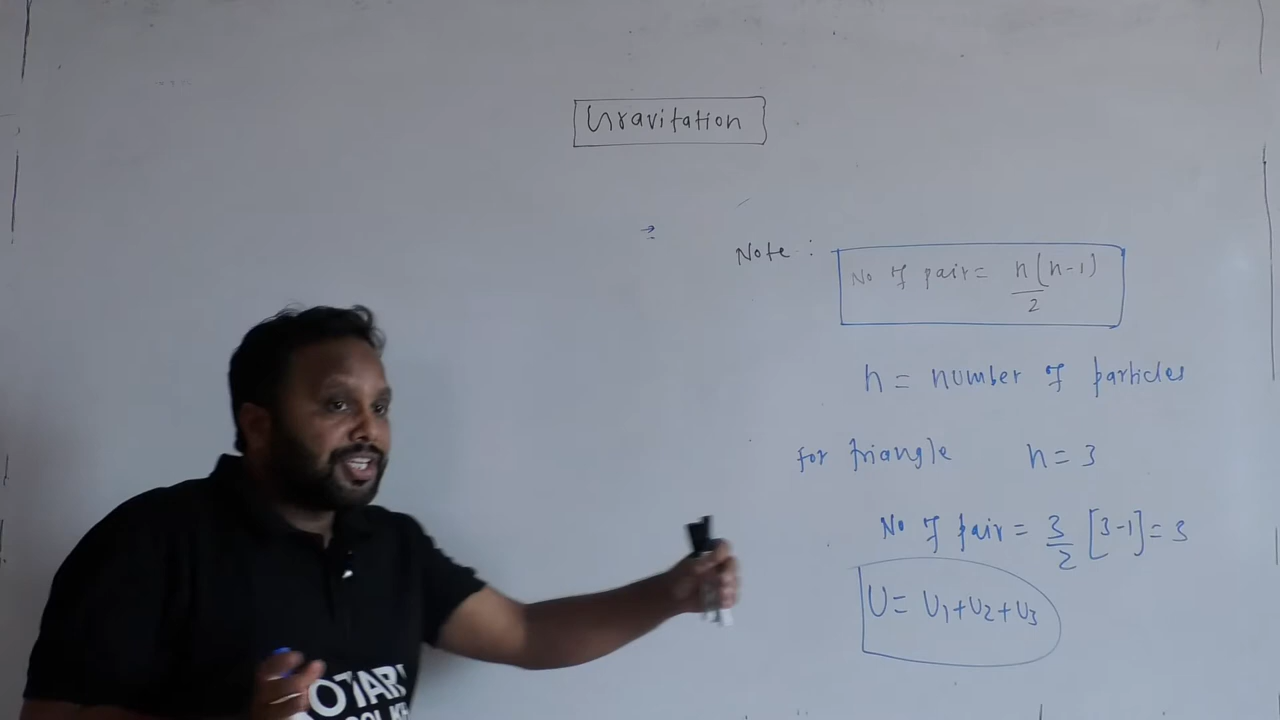 Gravitation
→
Note :
No of pair = n(n-1)/2
n = number of particles
for triangle n = 3
No of pair = 3/2 [3-1] = 3
U = U₁+U₂+U₃
ROTAR